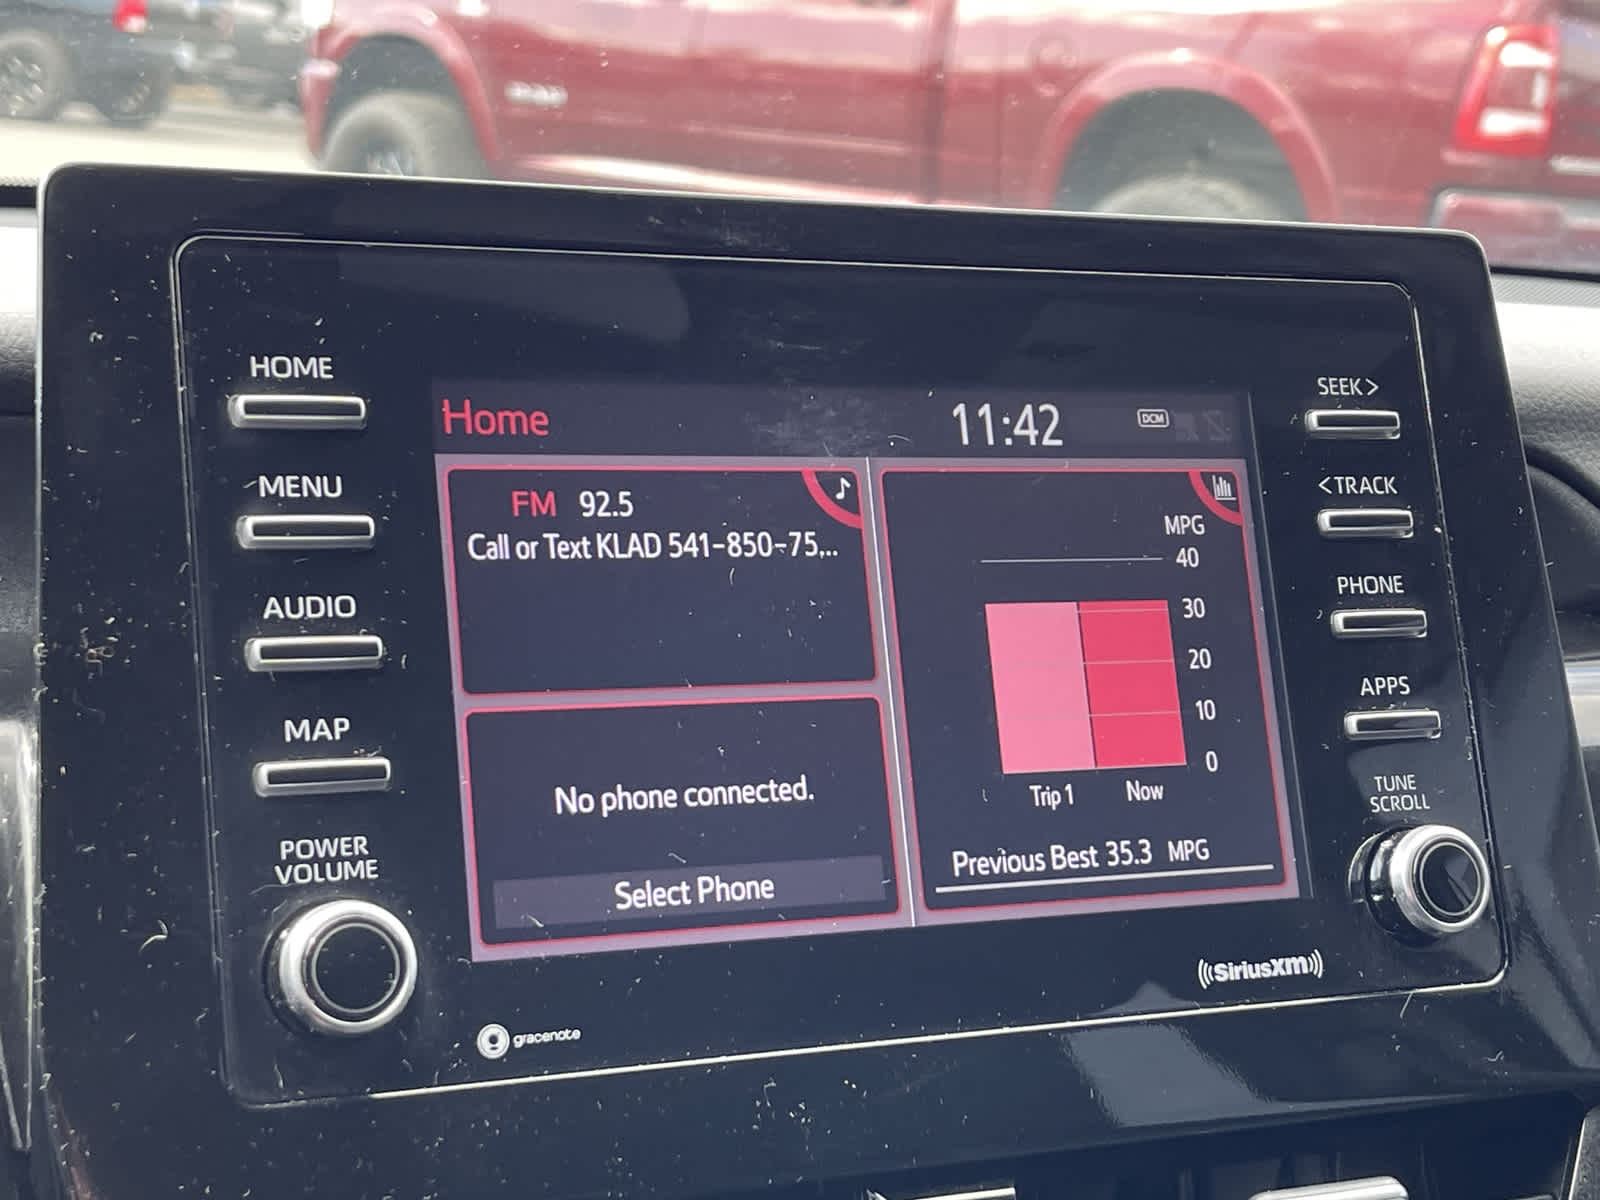 HOME
MENU
AUDIO
MAP
POWER
VOLUME
Home
11:42
DCM
FM 92.5
Call or Text KLAD 541-850-75,..
No phone connected.
Select Phone
MPG
40
30
20
10
0
Trip 1
Now
Previous Best 35.3 MPG
SEEK>
<TRACK
PHONE
APPS
TUNE
SCROLL
gracenote
((SiriusXM))